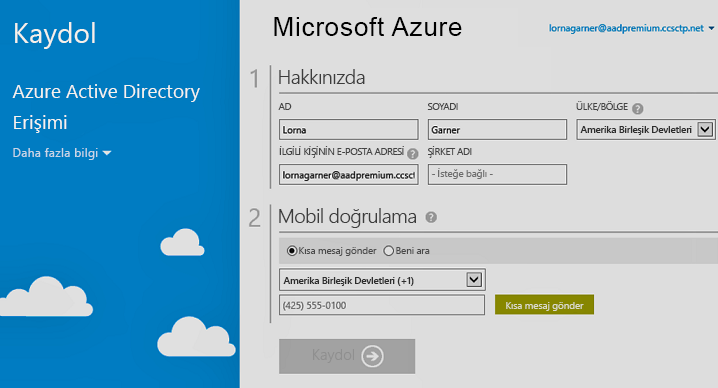 Kaydol
Azure Active Directory
Erişimi
Daha fazla bilgi
Microsoft Azure
lornagarner@aadpremium.ccsctp.net
1 Hakkınızda
AD SOYADI ÜLKE/BÖLGE ?
Lorna Garner Amerika Birleşik Devletleri
İLGİLİ KİŞİNİN E-POSTA ADRESİ ? ŞİRKET ADI
lornagarner@aadpremium.ccsct - İsteğe bağlı -
2 Mobil doğrulama ?
Kısa mesaj gönder Beni ara
Amerika Birleşik Devletleri (+1)
(425) 555-0100 Kısa mesaj gönder
Kaydol